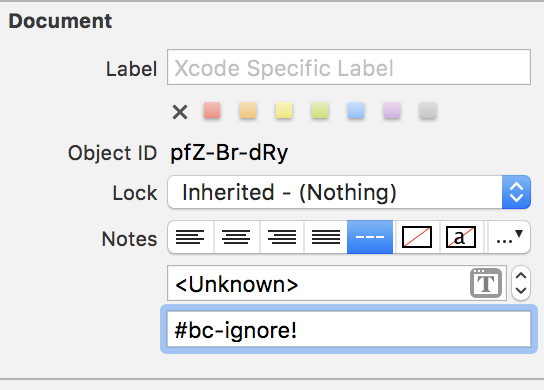 Document
Label Xcode Specific Label
Object ID pfZ-Br-dRy
Lock Inherited - (Nothing)
Notes --- a ...
<Unknown> T
#bc-ignore!